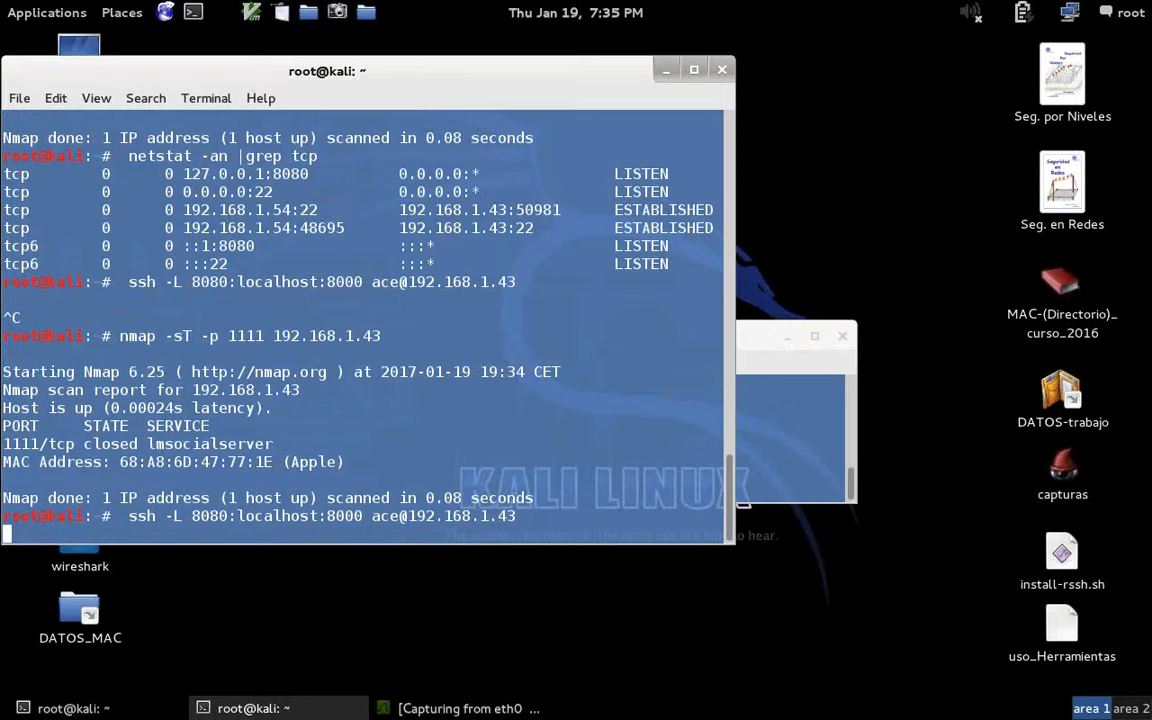 Applications Places Thu Jan 19, 7:35 PM root
root@kali: ~
File Edit View Search Terminal Help
Nmap done: 1 IP address (1 host up) scanned in 0.08 seconds
root@kali:~# netstat -an |grep tcp
tcp 0 0 127.0.0.1:8080 0.0.0.0:* LISTEN
tcp 0 0 0.0.0.0:22 0.0.0.0:* LISTEN
tcp 0 0 192.168.1.54:22 192.168.1.43:50981 ESTABLISHED
tcp 0 0 192.168.1.54:48695 192.168.1.43:22 ESTABLISHED
tcp6 0 0 ::1:8080 :::* LISTEN
tcp6 0 0 :::22 :::* LISTEN
root@kali:~# ssh -L 8080:localhost:8000 ace@192.168.1.43
^C
root@kali:~# nmap -sT -p 1111 192.168.1.43
Starting Nmap 6.25 ( http://nmap.org ) at 2017-01-19 19:34 CET
Nmap scan report for 192.168.1.43
Host is up (0.00024s latency).
PORT STATE SERVICE
1111/tcp closed lmsocialserver
MAC Address: 68:A8:6D:47:77:1E (Apple)
Nmap done: 1 IP address (1 host up) scanned in 0.08 seconds
root@kali:~# ssh -L 8080:localhost:8000 ace@192.168.1.43
KALI LINUX
to hear.
wireshark
DATOS_MAC
Seg. por Niveles
Seg. en Redes
MAC-(Directorio)_
curso_2016
DATOS-trabajo
capturas
install-rssh.sh
uso_Herramientas
root@kali: ~ root@kali: ~ [Capturing from eth0 ... area 1 area 2